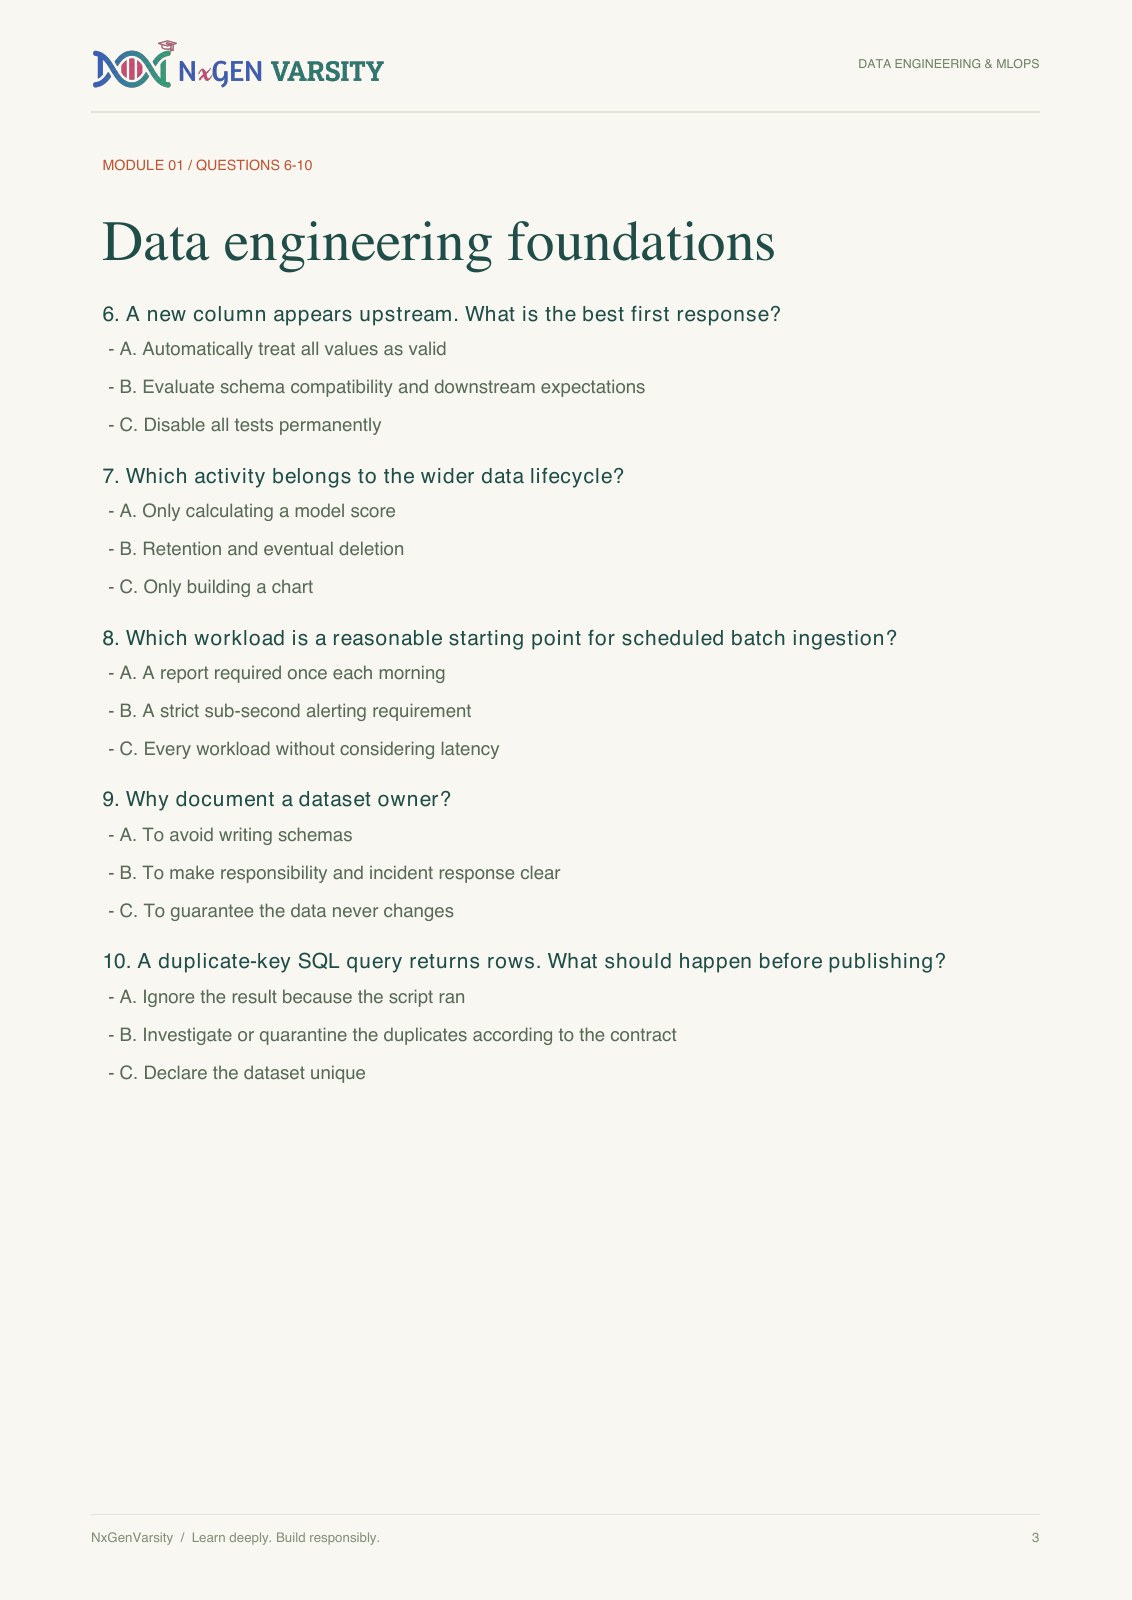 NxGEN VARSITY
DATA ENGINEERING & MLOPS
MODULE 01 / QUESTIONS 6-10
Data engineering foundations
6. A new column appears upstream. What is the best first response?
- A. Automatically treat all values as valid
- B. Evaluate schema compatibility and downstream expectations
- C. Disable all tests permanently
7. Which activity belongs to the wider data lifecycle?
- A. Only calculating a model score
- B. Retention and eventual deletion
- C. Only building a chart
8. Which workload is a reasonable starting point for scheduled batch ingestion?
- A. A report required once each morning
- B. A strict sub-second alerting requirement
- C. Every workload without considering latency
9. Why document a dataset owner?
- A. To avoid writing schemas
- B. To make responsibility and incident response clear
- C. To guarantee the data never changes
10. A duplicate-key SQL query returns rows. What should happen before publishing?
- A. Ignore the result because the script ran
- B. Investigate or quarantine the duplicates according to the contract
- C. Declare the dataset unique
NxGenVarsity / Learn deeply. Build responsibly.
3